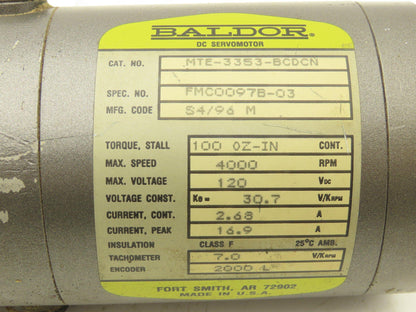 BALDOR
DC SERVOMOTOR
CAT. NO. MTE-3353-BCDCN
SPEC. NO. FMC0097B-03
MFG. CODE S4/96 M
TORQUE, STALL 100 OZ-IN CONT.
MAX. SPEED 4000 RPM
MAX. VOLTAGE 120 VDC
VOLTAGE CONST. KE= 30.7 V/KRPM
CURRENT, CONT. 2.68 A
CURRENT, PEAK 16.9 A
INSULATION CLASS F 25°C AMB.
TACHOMETER 7.0 V/KRPM
ENCODER 2000 L
FORT SMITH, AR 72902
MADE IN U.S.A.